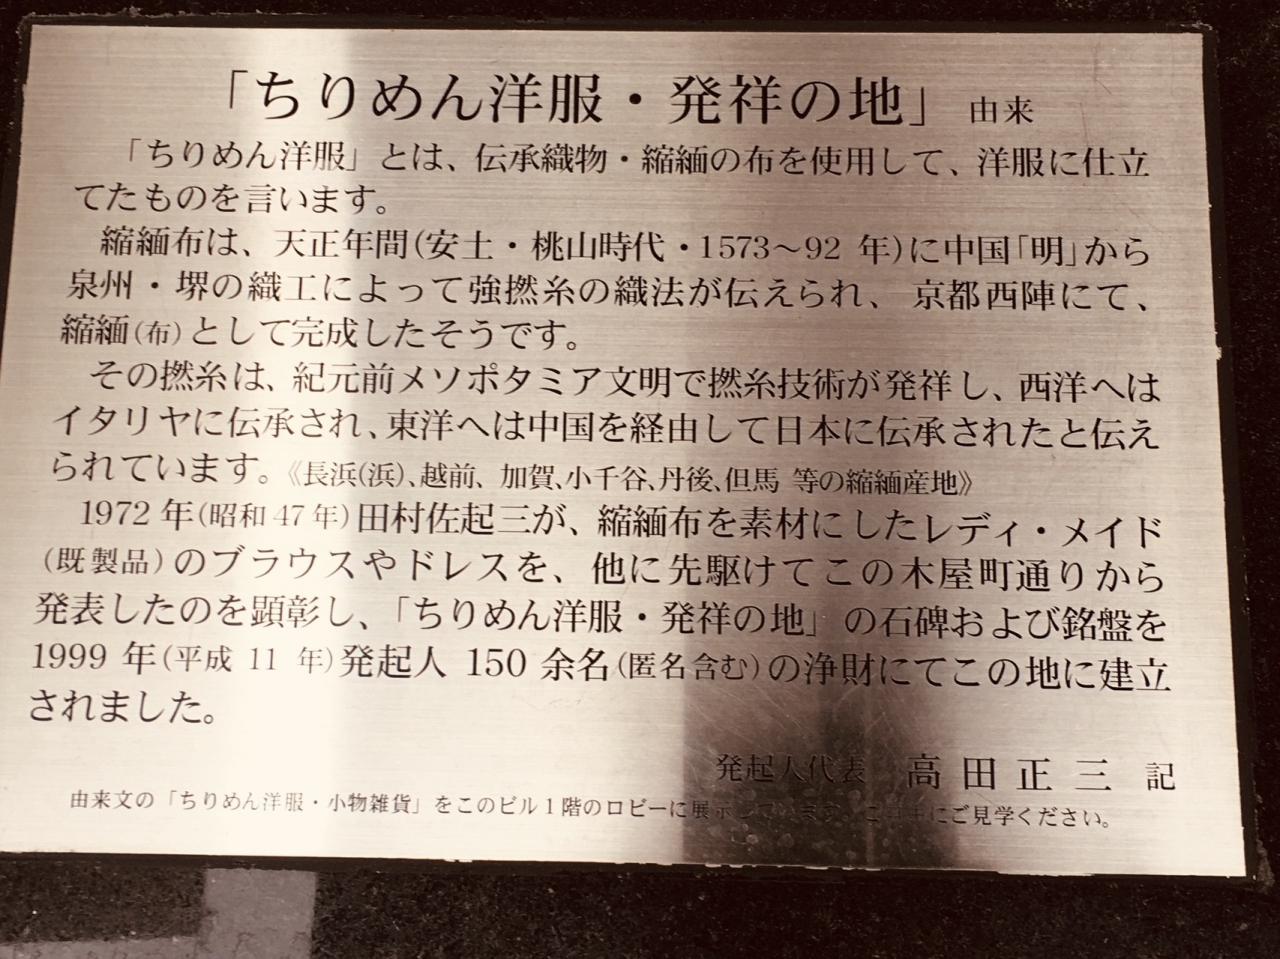 「ちりめん洋服・発祥の地」由来
「ちりめん洋服」とは、伝承織物・縮緬の布を使用して、洋服に仕立
てたものを言います。
縮緬布は、天正年間(安土・桃山時代・1573～92 年)に中国「明」から
泉州・堺の織工によって強撚糸の織法が伝えられ、京都西陣にて、
縮緬(布)として完成したそうです。
その撚糸は、紀元前メソポタミア文明で撚糸技術が発祥し、西洋へは
イタリヤに伝承され、東洋へは中国を経由して日本に伝承されたと伝え
られています。《長浜(浜)、越前、加賀、小千谷、丹後、但馬 等の縮緬産地》
1972 年(昭和 47 年)田村佐起三が、縮緬布を素材にしたレディ・メイド
(既製品)のブラウスやドレスを、他に先駆けてこの木屋町通りから
発表したのを顕彰し、「ちりめん洋服・発祥の地」の石碑および銘盤を
1999 年(平成 11 年)発起人 150 余名(匿名含む)の浄財にてこの地に建立
されました。
発起人代表 高田正三 記
由来文の「ちりめん洋服・小物雑貨」をこのビル1階のロビーに展示しています。ご自由にご見学ください。